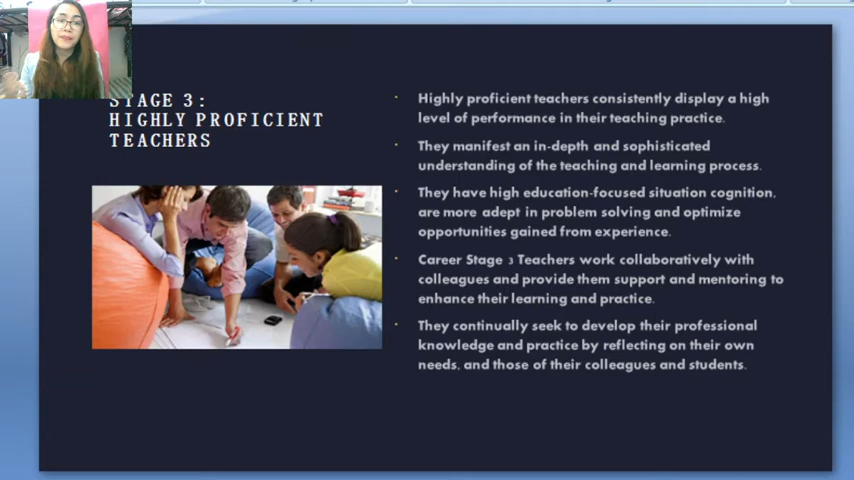 STAGE 3:
HIGHLY PROFICIENT
TEACHERS
Highly proficient teachers consistently display a high
level of performance in their teaching practice.
They manifest an in-depth and sophisticated
understanding of the teaching and learning process.
They have high education-focused situation cognition,
are more adept in problem solving and optimize
opportunities gained from experience.
Career Stage 3 Teachers work collaboratively with
colleagues and provide them support and mentoring to
enhance their learning and practice.
They continually seek to develop their professional
knowledge and practice by reflecting on their own
needs, and those of their colleagues and students.